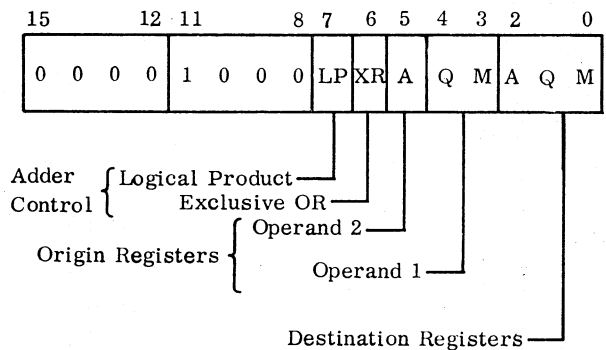 15 12 11 8 7 6 5 4 3 2 0
0 0 0 0 1 0 0 0 LP XR A Q M A Q M
Adder Control
Logical Product
Exclusive OR
Origin Registers
Operand 2
Operand 1
Destination Registers